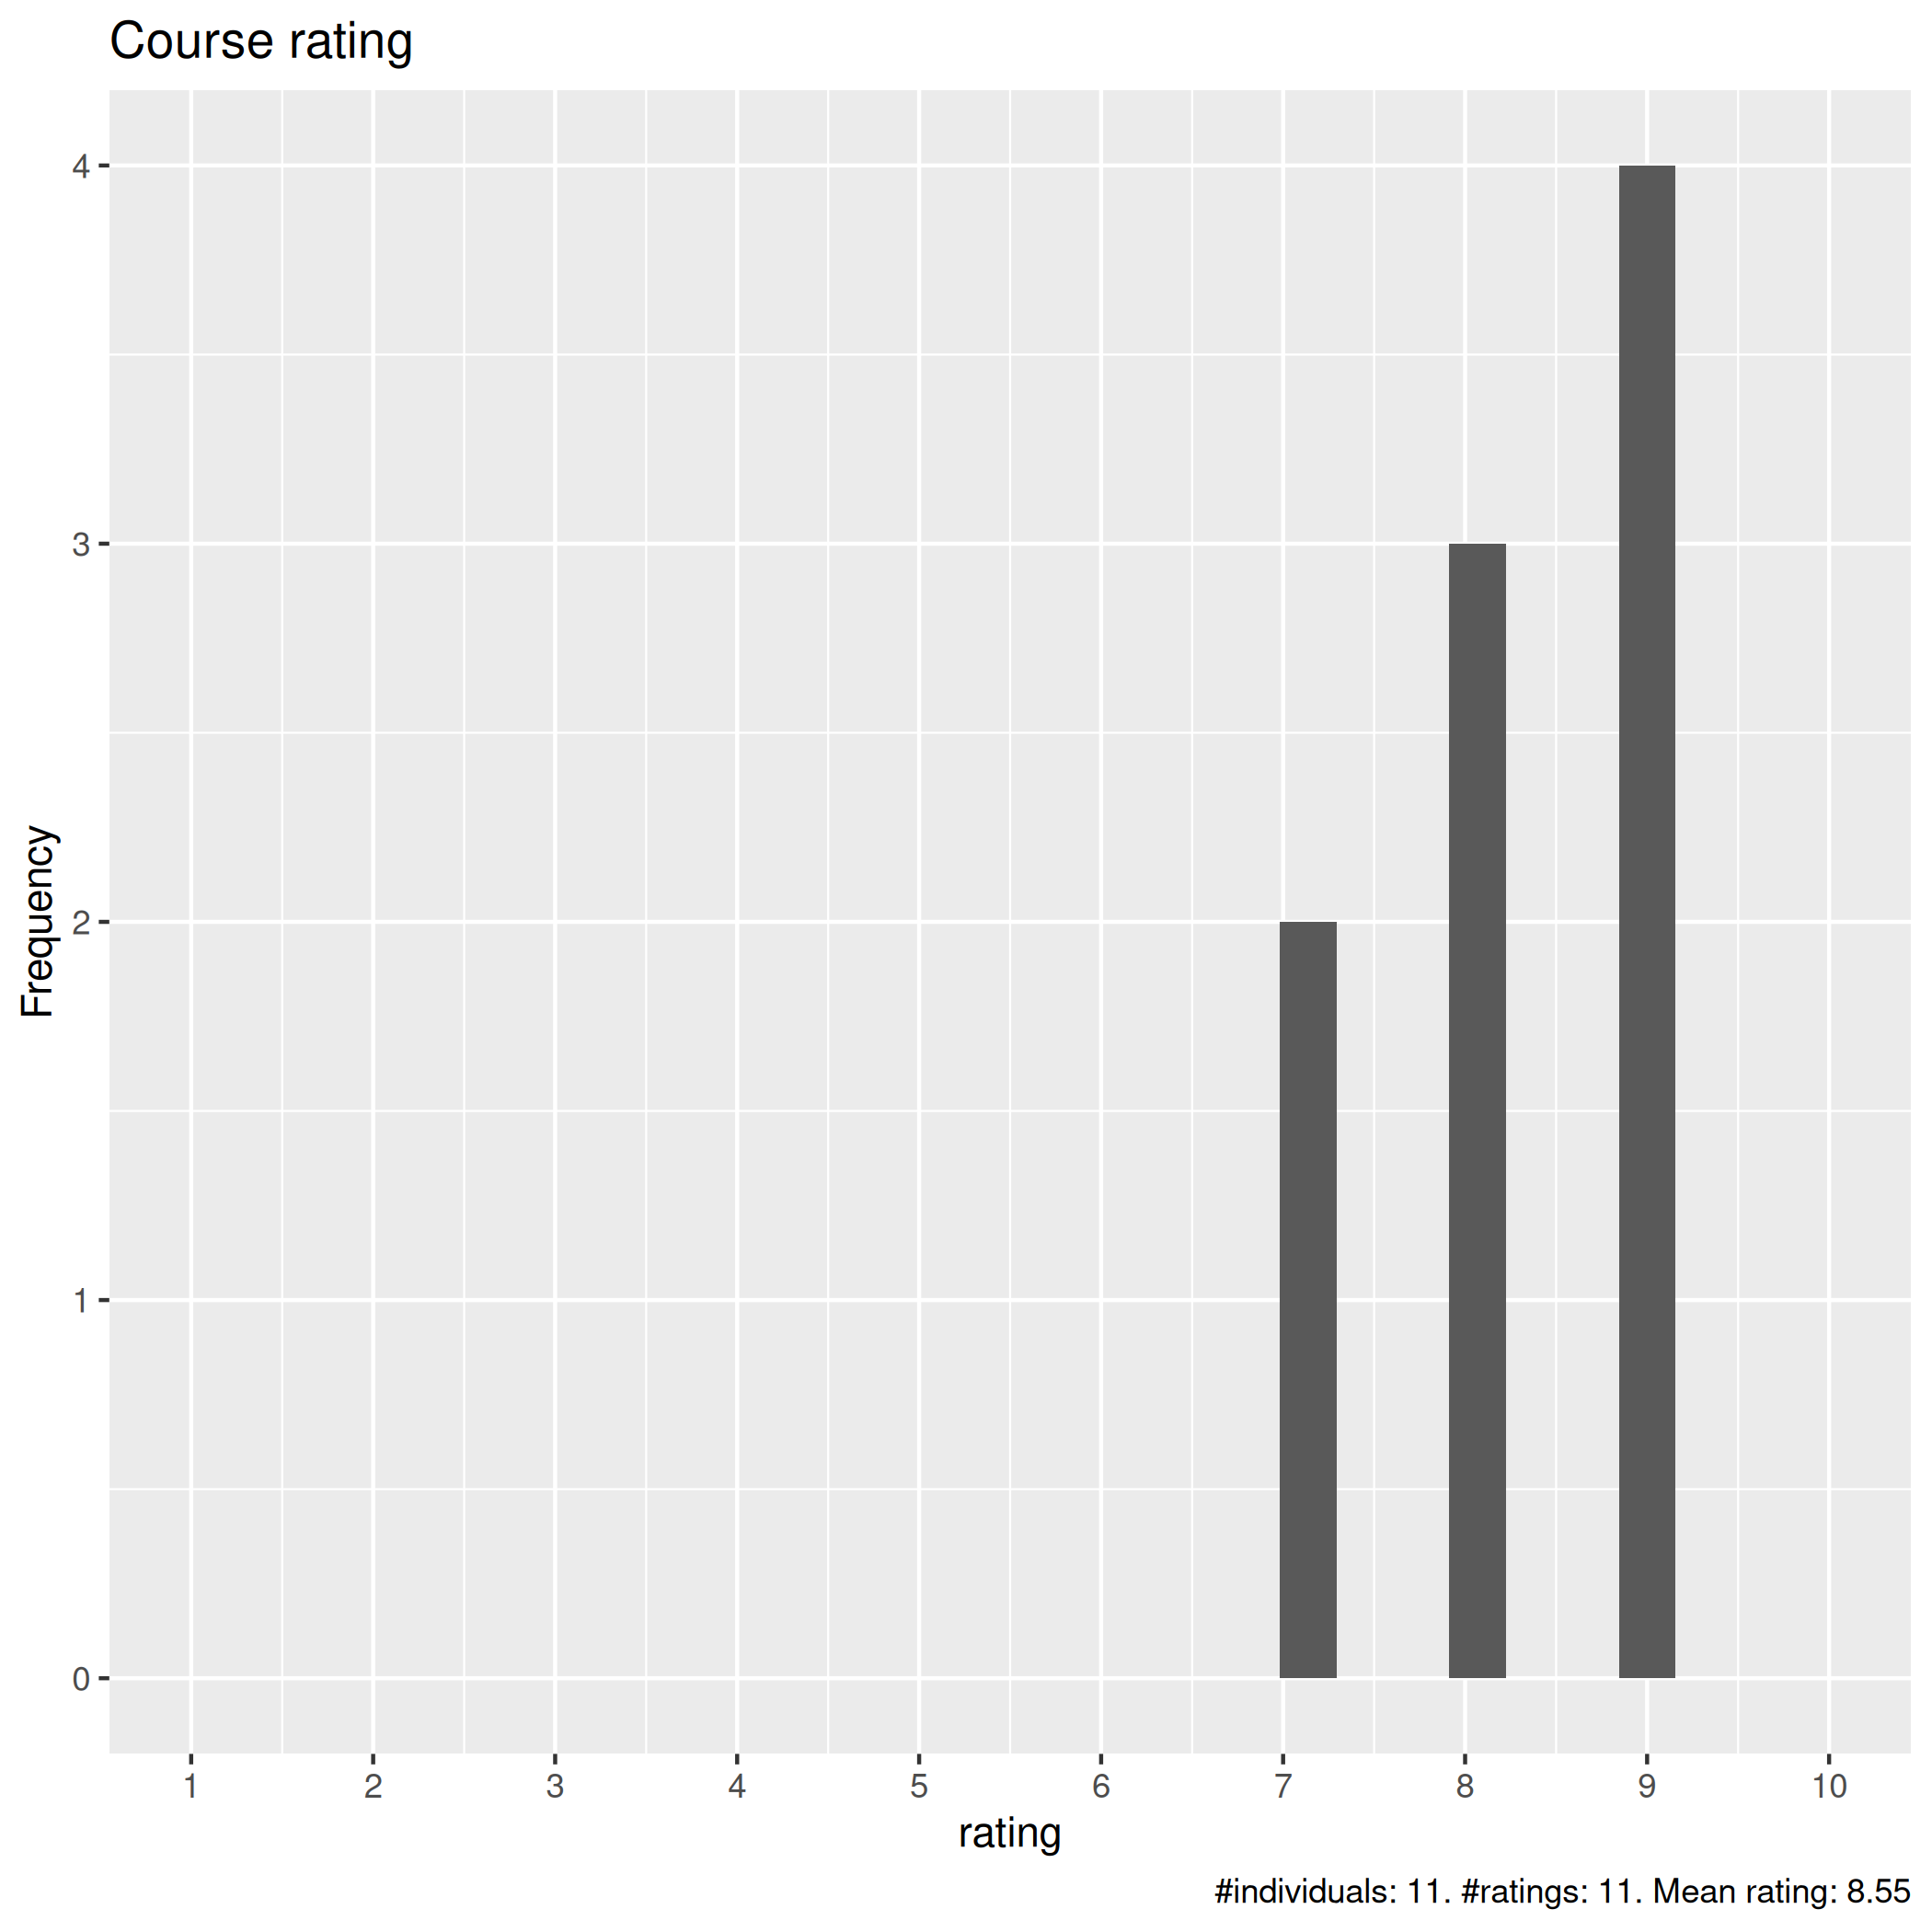 Course rating
4
3
2
1
0
Frequency
1 2 3 4 5 6 7 8 9 10
rating
#individuals: 11. #ratings: 11. Mean rating: 8.55